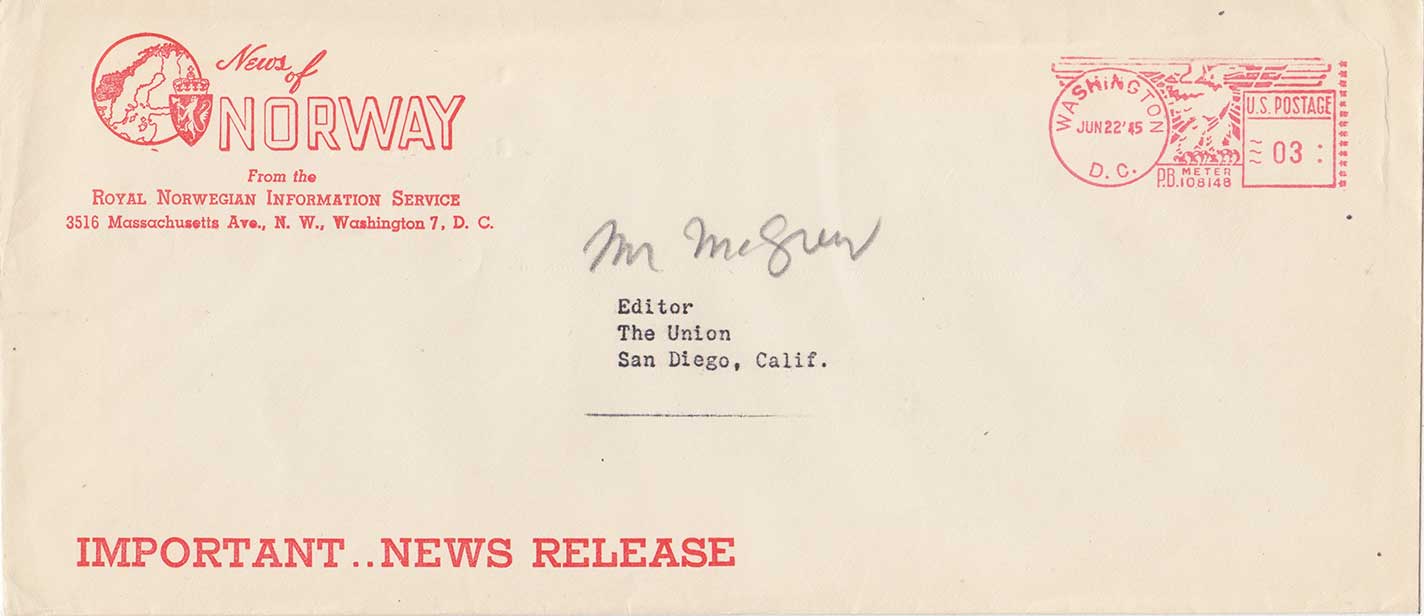 News of
NORWAY
From the
ROYAL NORWEGIAN INFORMATION SERVICE
3516 Massachusetts Ave., N. W., Washington 7, D. C.
WASHINGTON
JUN 22 '45
D. C.
U.S. POSTAGE
03
P.B. METER 108148
Mr McGrew
Editor
The Union
San Diego, Calif.
IMPORTANT..NEWS RELEASE